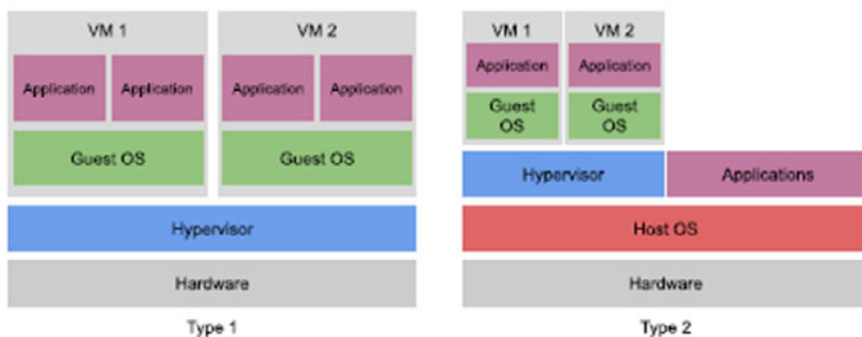 VM 1
VM 2
Application
Application
Application
Application
Guest OS
Guest OS
Hypervisor
Hardware
Type 1
VM 1
VM 2
Application
Application
Guest
OS
Guest
OS
Hypervisor
Applications
Host OS
Hardware
Type 2